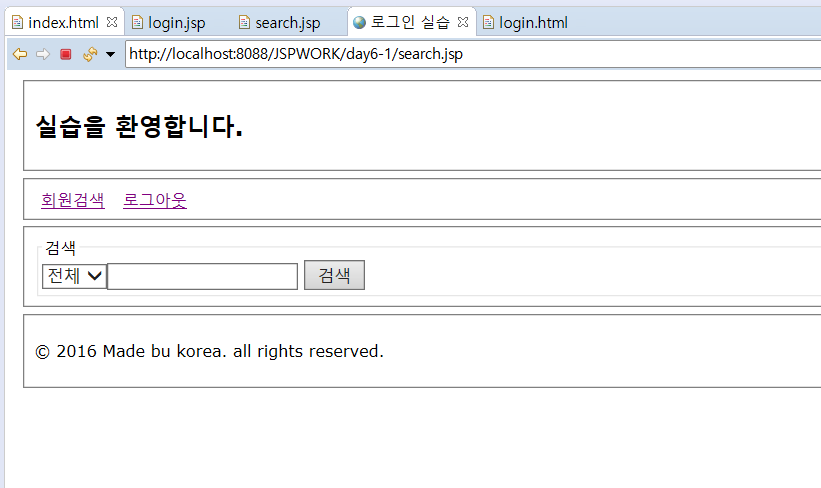 index.html login.jsp search.jsp 로그인 실습 login.html
http://localhost:8088/JSPWORK/day6-1/search.jsp
실습을 환영합니다.
회원검색 로그아웃
검색
전체 검색
© 2016 Made bu korea. all rights reserved.